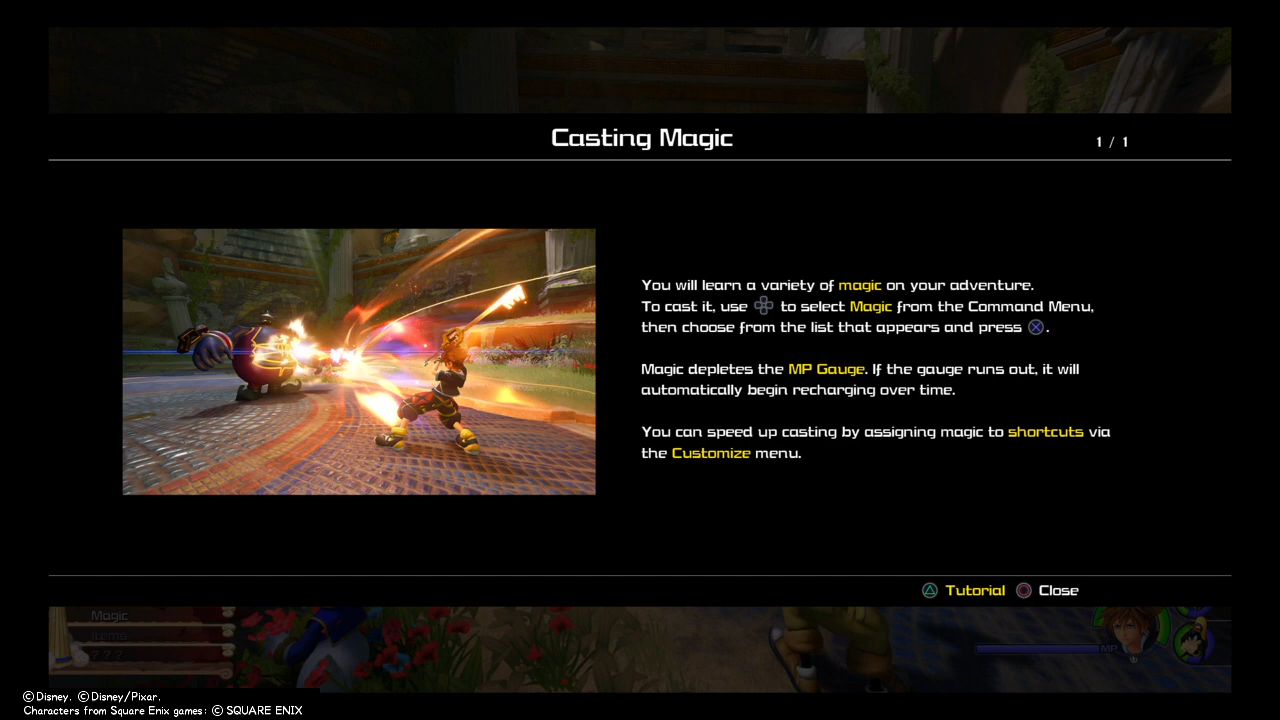 Casting Magic
1 / 1
You will learn a variety of magic on your adventure.
To cast it, use to select Magic from the Command Menu,
then choose from the list that appears and press .
Magic depletes the MP Gauge. If the gauge runs out, it will
automatically begin recharging over time.
You can speed up casting by assigning magic to shortcuts via
the Customize menu.
Tutorial Close
Magic
Items
???
MP
©Disney. ©Disney/Pixar.
Characters from Square Enix games: © SQUARE ENIX